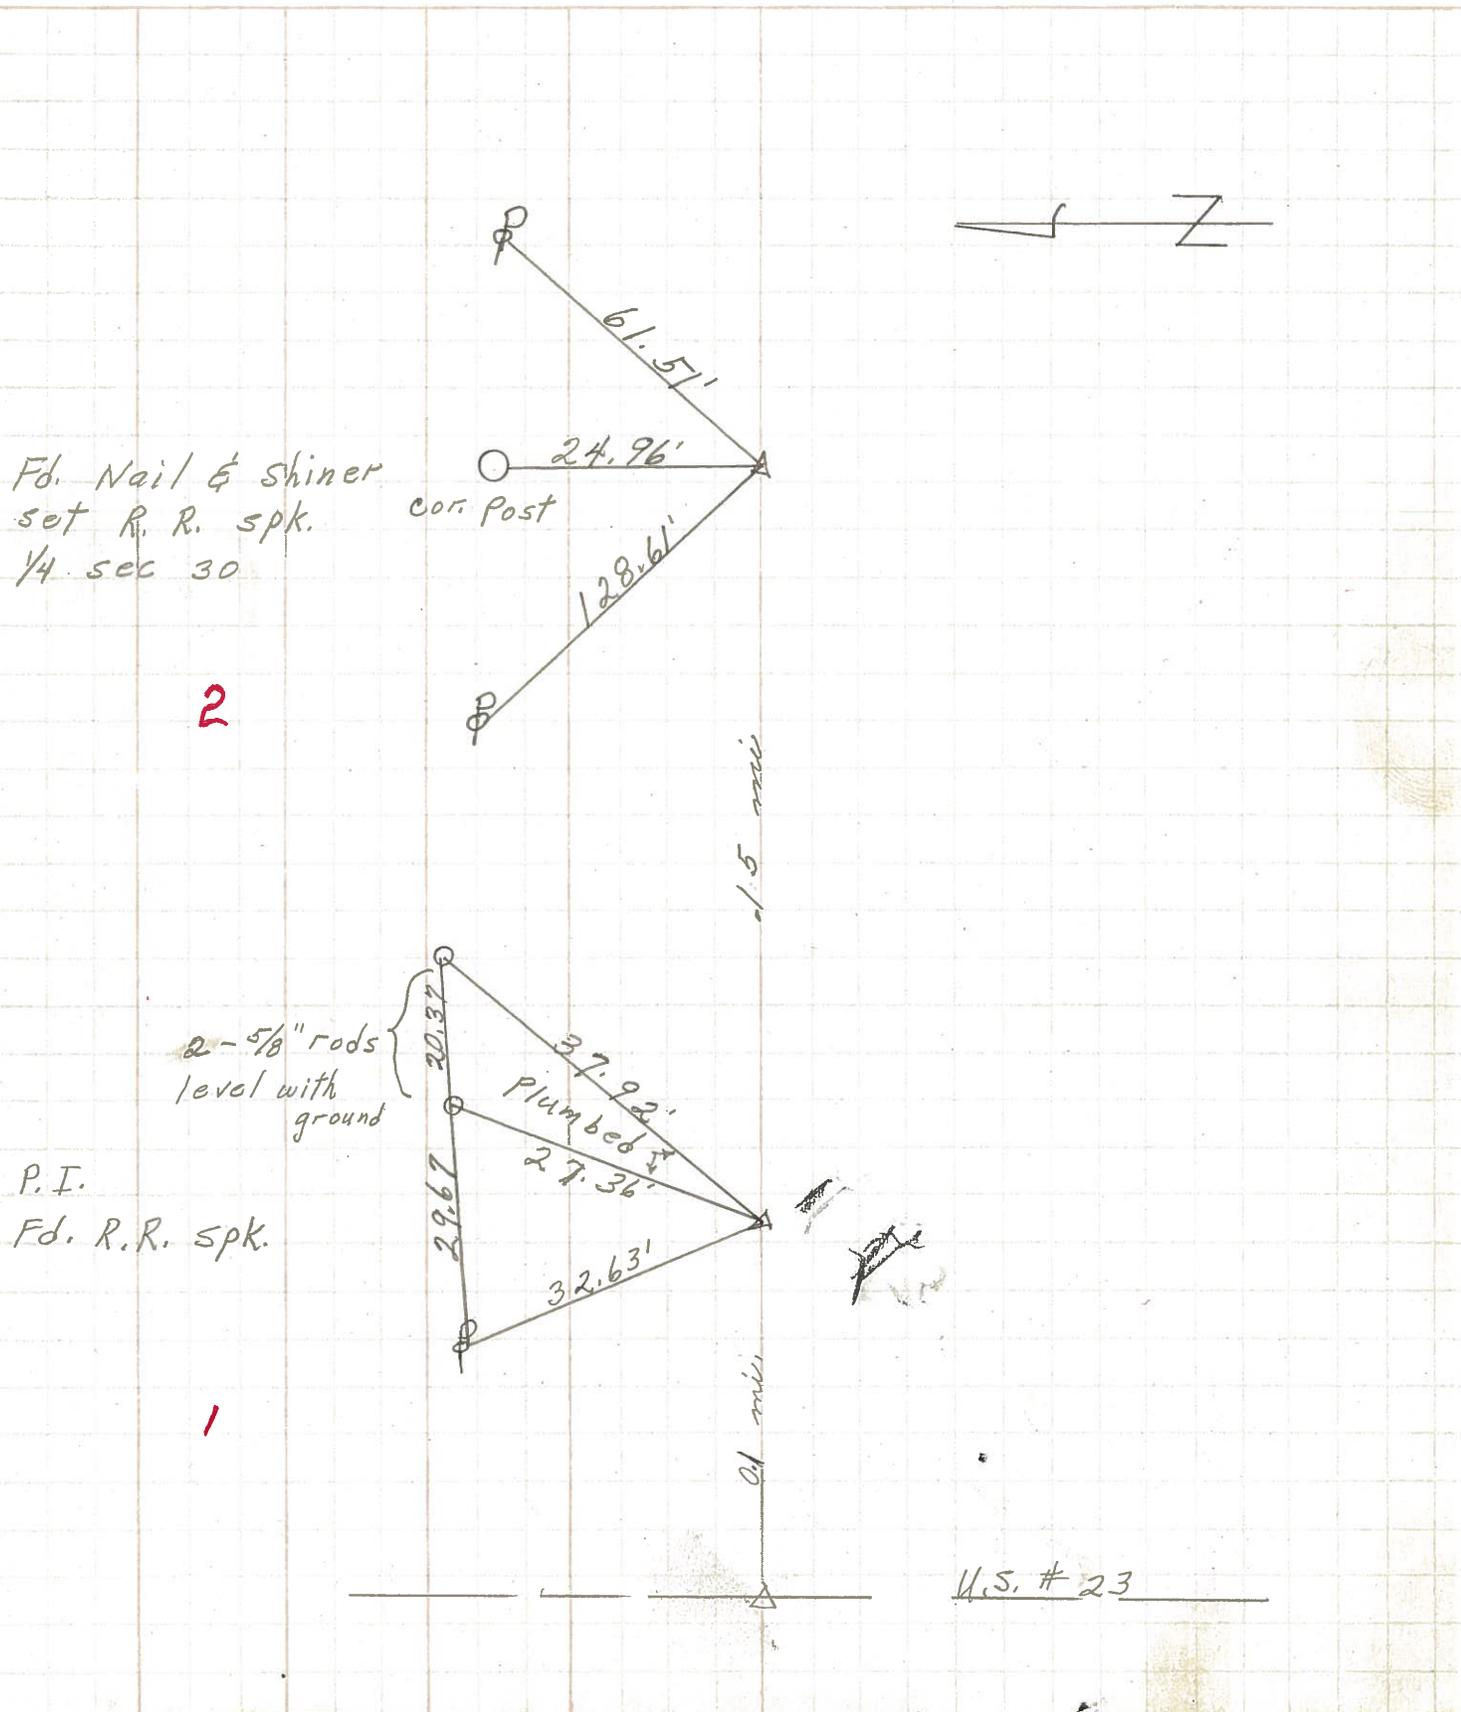 N
61.51'
24.96'
Fd. Nail & Shiner
set R. R. spk.
1/4 sec 30
cor. Post
128.61'
2
.15 mi.
20.37
2 - 5/8" rods
level with
ground
37.92'
Plumbed
27.36'
P.I.
Fd. R.R. spk.
29.67
32.63'
1
0.1 mi.
U.S. # 23